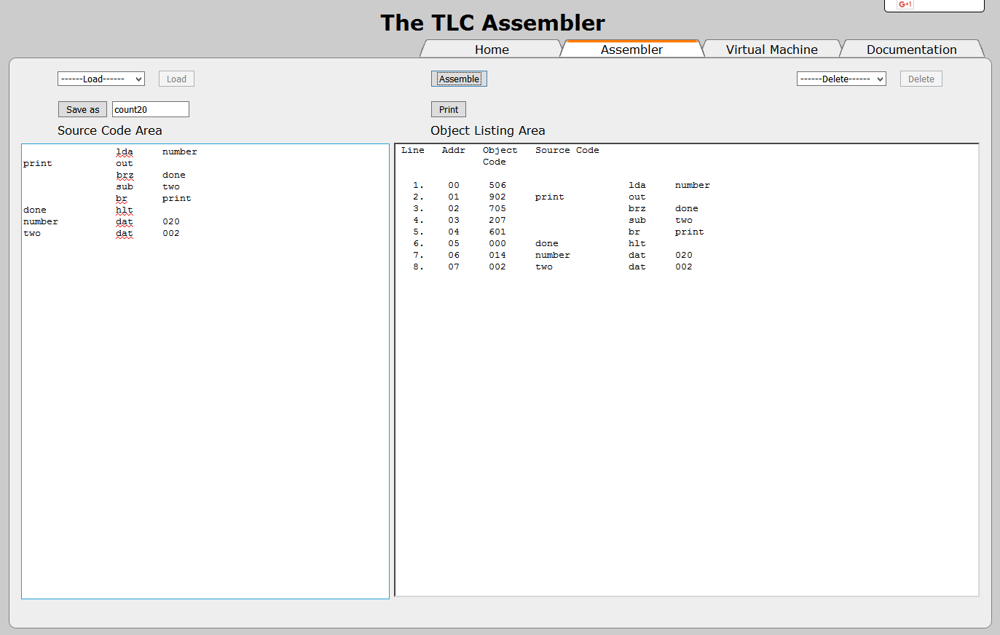 G+1
The TLC Assembler
Home Assembler Virtual Machine Documentation
------Load------ Load Assemble ------Delete------ Delete
Save as count20 Print
Source Code Area
lda number
print out
brz done
sub two
br print
done hlt
number dat 020
two dat 002
Object Listing Area
Line Addr Object Source Code
Code
1. 00 506 lda number
2. 01 902 print out
3. 02 705 brz done
4. 03 207 sub two
5. 04 601 br print
6. 05 000 done hlt
7. 06 014 number dat 020
8. 07 002 two dat 002